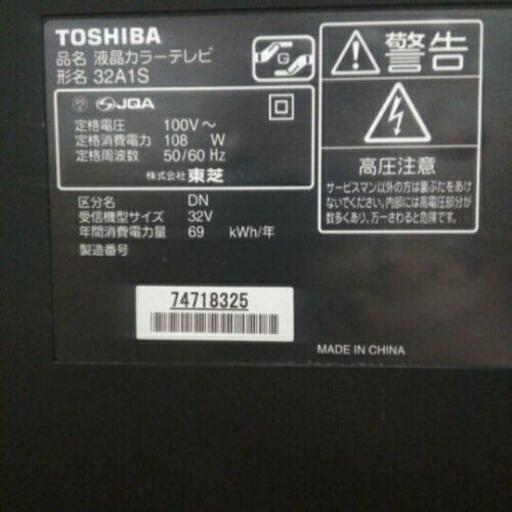 TOSHIBA
品名 液晶カラーテレビ
形名 32A1S
G
JQA
定格電圧 100V～
定格消費電力 108 W
定格周波数 50/60 Hz
株式会社 東芝
区分名 DN
受信機型サイズ 32V
年間消費電力量 69 kWh/年
製造番号
74718325
警告
高圧注意
サービスマン以外の方は裏ぶたをあけ
ないでください。内部には高電圧部分が
数多くあり、万一さわると危険です。
MADE IN CHINA